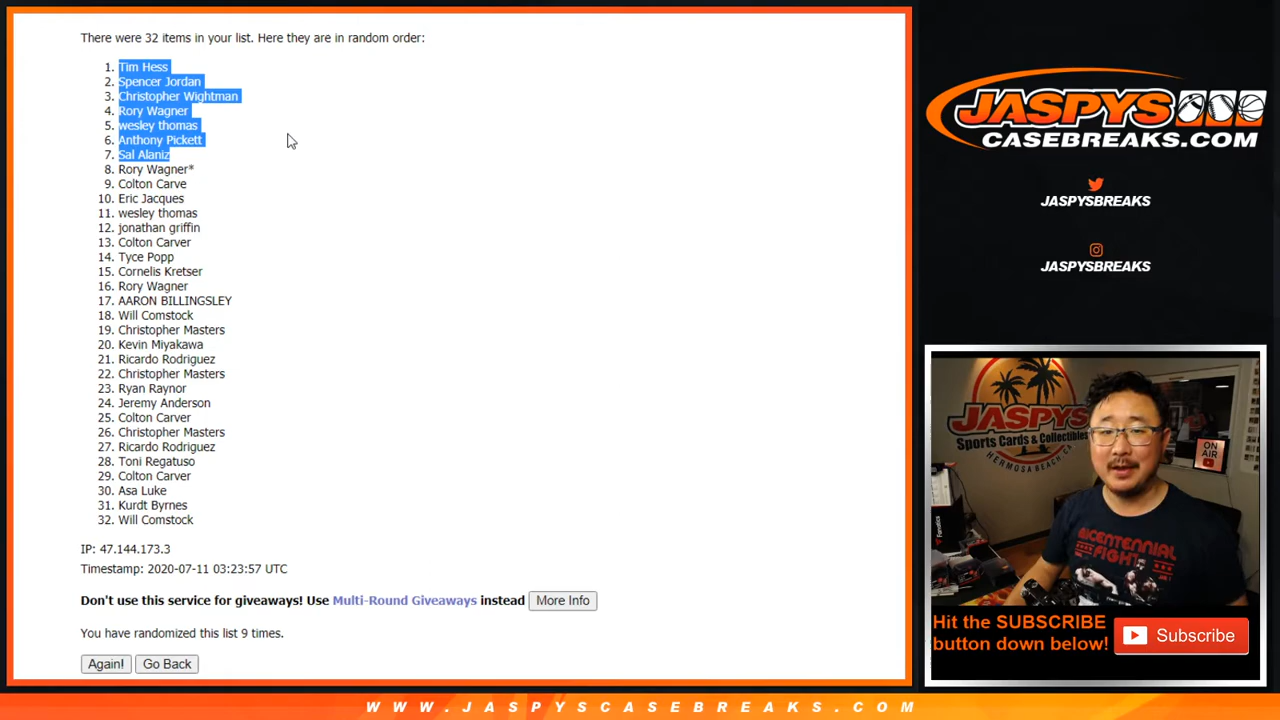 There were 32 items in your list. Here they are in random order:
1. Tim Hess
2. Spencer Jordan
3. Christopher Wightman
4. Rory Wagner
5. wesley thomas
6. Anthony Pickett
7. Sal Alaniz
8. Rory Wagner*
9. Colton Carve
10. Eric Jacques
11. wesley thomas
12. jonathan griffin
13. Colton Carver
14. Tyce Popp
15. Cornelis Kretser
16. Rory Wagner
17. AARON BILLINGSLEY
18. Will Comstock
19. Christopher Masters
20. Kevin Miyakawa
21. Ricardo Rodriguez
22. Christopher Masters
23. Ryan Raynor
24. Jeremy Anderson
25. Colton Carver
26. Christopher Masters
27. Ricardo Rodriguez
28. Toni Regatuso
29. Colton Carver
30. Asa Luke
31. Kurdt Byrnes
32. Will Comstock
IP: 47.144.173.3
Timestamp: 2020-07-11 03:23:57 UTC
Don't use this service for giveaways! Use Multi-Round Giveaways instead More Info
You have randomized this list 9 times.
Again! Go Back
JASPYS
CASEBREAKS.COM
JASPYSBREAKS
JASPYSBREAKS
JASPYS
Sports Cards & Collectibles
HERMOSA BEACH, CA
ON AIR
Fanatics
BICENTENNIAL
FIGHT
Hit the SUBSCRIBE
button down below!
Subscribe
WWW.JASPYSCASEBREAKS.COM